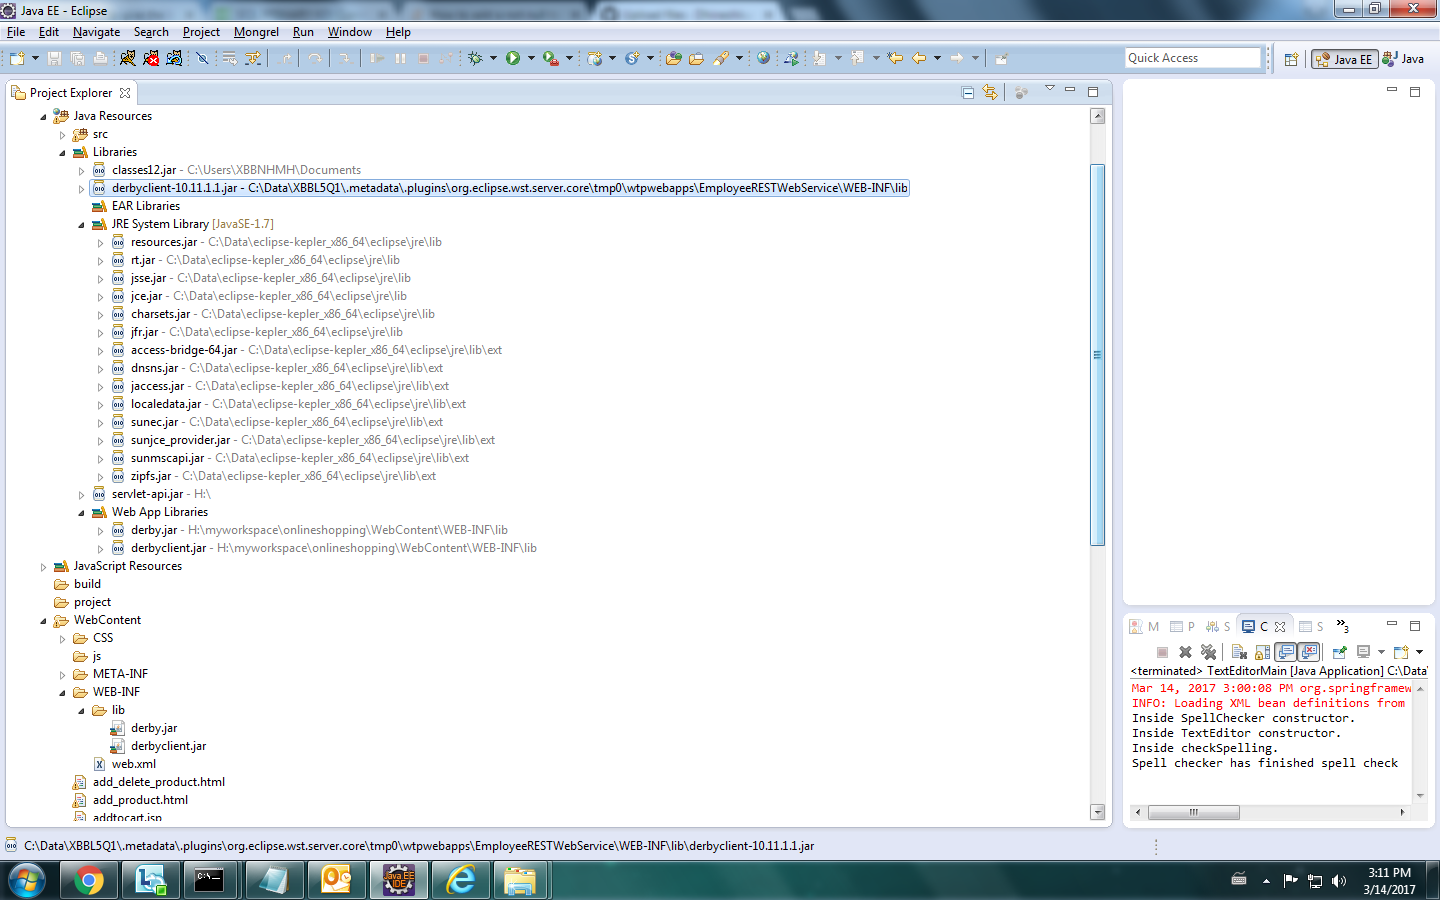 Java EE - Eclipse
File Edit Navigate Search Project Mongrel Run Window Help
Quick Access
Java EE
Java
Project Explorer
Java Resources
src
Libraries
classes12.jar - C:\Users\XBBNHMH\Documents
derbyclient-10.11.1.1.jar - C:\Data\XBBL5Q1\.metadata\.plugins\org.eclipse.wst.server.core\tmp0\wtpwebapps\EmployeeRESTWebService\WEB-INF\lib
EAR Libraries
JRE System Library [JavaSE-1.7]
resources.jar - C:\Data\eclipse-kepler_x86_64\eclipse\jre\lib
rt.jar - C:\Data\eclipse-kepler_x86_64\eclipse\jre\lib
jsse.jar - C:\Data\eclipse-kepler_x86_64\eclipse\jre\lib
jce.jar - C:\Data\eclipse-kepler_x86_64\eclipse\jre\lib
charsets.jar - C:\Data\eclipse-kepler_x86_64\eclipse\jre\lib
jfr.jar - C:\Data\eclipse-kepler_x86_64\eclipse\jre\lib
access-bridge-64.jar - C:\Data\eclipse-kepler_x86_64\eclipse\jre\lib\ext
dnsns.jar - C:\Data\eclipse-kepler_x86_64\eclipse\jre\lib\ext
jaccess.jar - C:\Data\eclipse-kepler_x86_64\eclipse\jre\lib\ext
localedata.jar - C:\Data\eclipse-kepler_x86_64\eclipse\jre\lib\ext
sunec.jar - C:\Data\eclipse-kepler_x86_64\eclipse\jre\lib\ext
sunjce_provider.jar - C:\Data\eclipse-kepler_x86_64\eclipse\jre\lib\ext
sunmscapi.jar - C:\Data\eclipse-kepler_x86_64\eclipse\jre\lib\ext
zipfs.jar - C:\Data\eclipse-kepler_x86_64\eclipse\jre\lib\ext
servlet-api.jar - H:\
Web App Libraries
derby.jar - H:\myworkspace\onlineshopping\WebContent\WEB-INF\lib
derbyclient.jar - H:\myworkspace\onlineshopping\WebContent\WEB-INF\lib
JavaScript Resources
build
project
WebContent
CSS
js
META-INF
WEB-INF
lib
derby.jar
derbyclient.jar
web.xml
add_delete_product.html
add_product.html
addtocart.jsp
M P S C S 3
<terminated> TextEditorMain [Java Application] C:\Data\
Mar 14, 2017 3:00:08 PM org.springframew
INFO: Loading XML bean definitions from
Inside SpellChecker constructor.
Inside TextEditor constructor.
Inside checkSpelling.
Spell checker has finished spell check
C:\Data\XBBL5Q1\.metadata\.plugins\org.eclipse.wst.server.core\tmp0\wtpwebapps\EmployeeRESTWebService\WEB-INF\lib\derbyclient-10.11.1.1.jar
Java EE
IDE
3:11 PM
3/14/2017